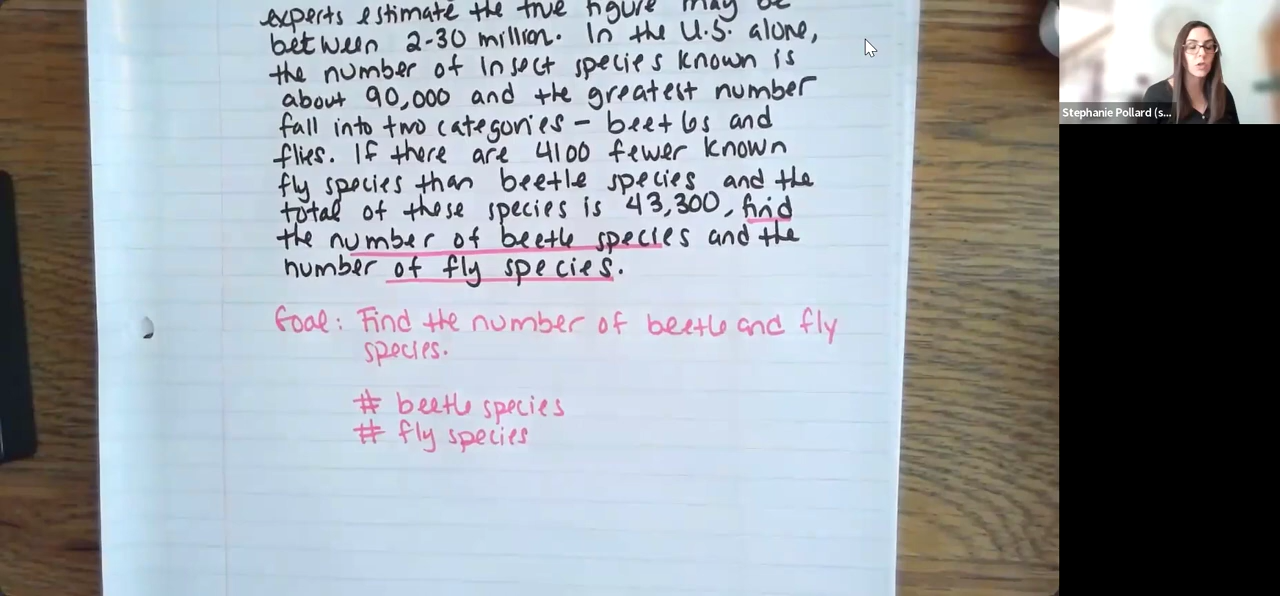 experts estimate the true figure may be
between 2-30 million. In the U.S. alone,
the number of insect species known is
about 90,000 and the greatest number
fall into two categories - beetles and
flies. If there are 4100 fewer known
fly species than beetle species and the
total of these species is 43,300, find
the number of beetle species and the
number of fly species.
Goal: Find the number of beetle and fly
species.
# beetle species
# fly species
Stephanie Pollard (s...